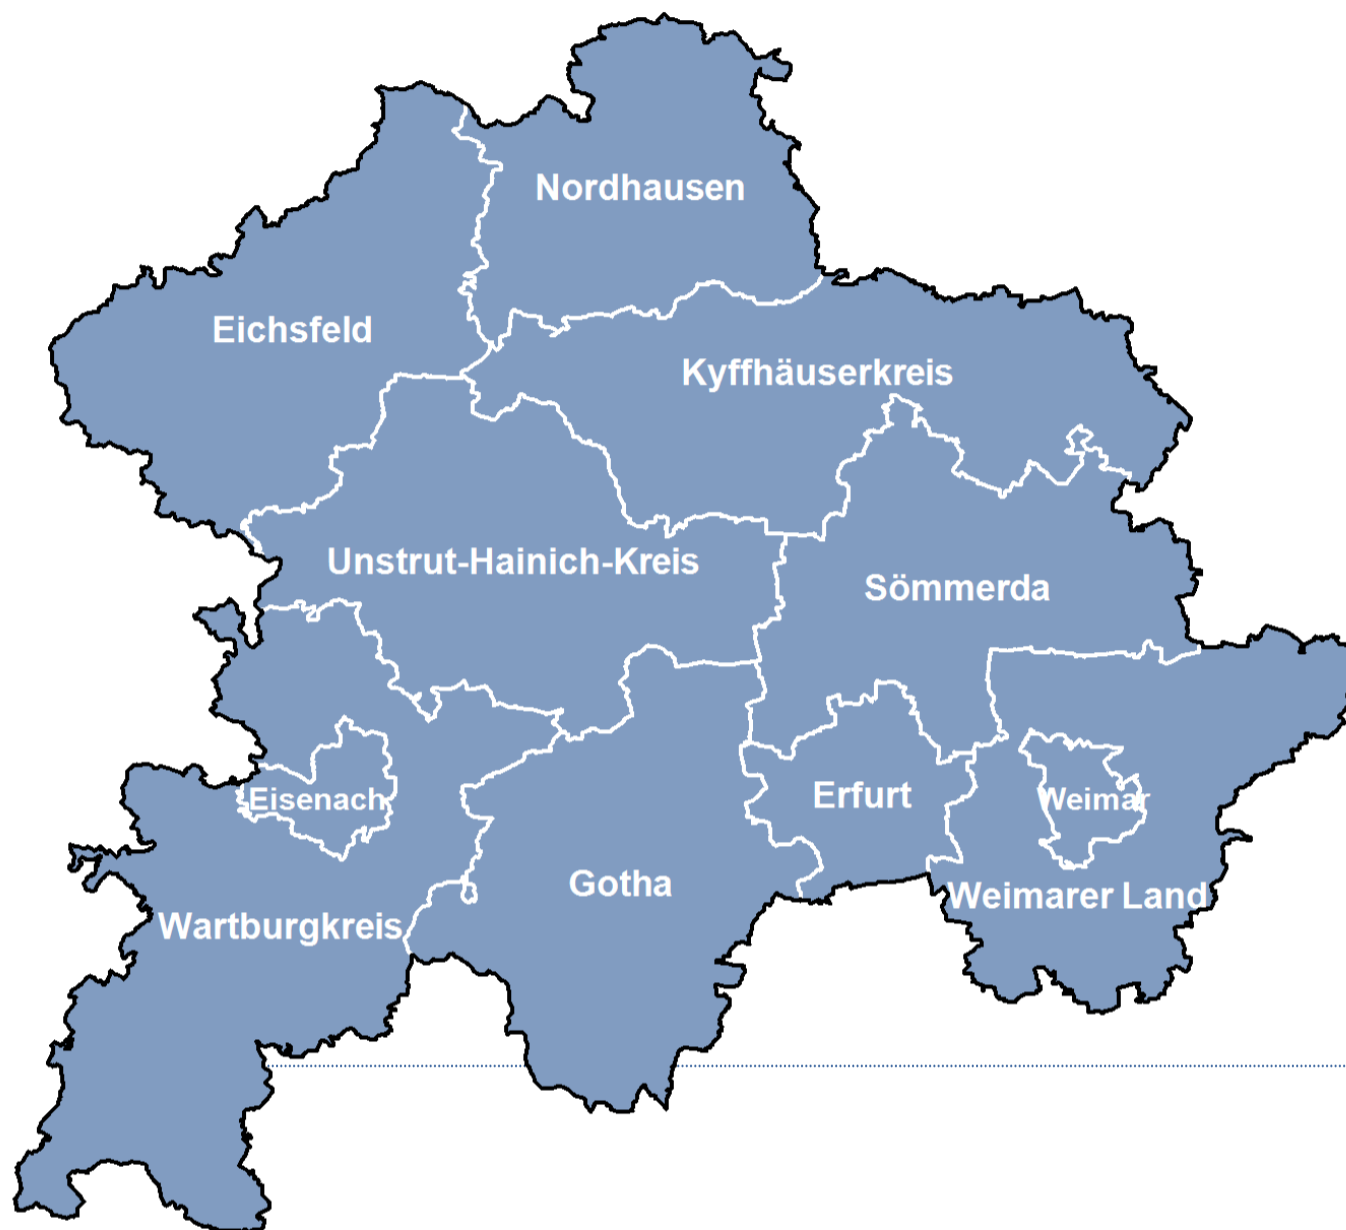 Nordhausen
Eichsfeld
Kyffhäuserkreis
Unstrut-Hainich-Kreis
Sömmerda
Eisenach
Erfurt
Weimar
Gotha
Weimarer Land
Wartburgkreis